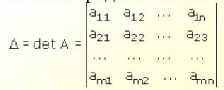 a₁₁ a₁₂ ... a₁ₙ
Δ = det A = a₂₁ a₂₂ ... a₂₃
... ... ... ...
aₘ₁ aₘ₂ ... aₘₙ